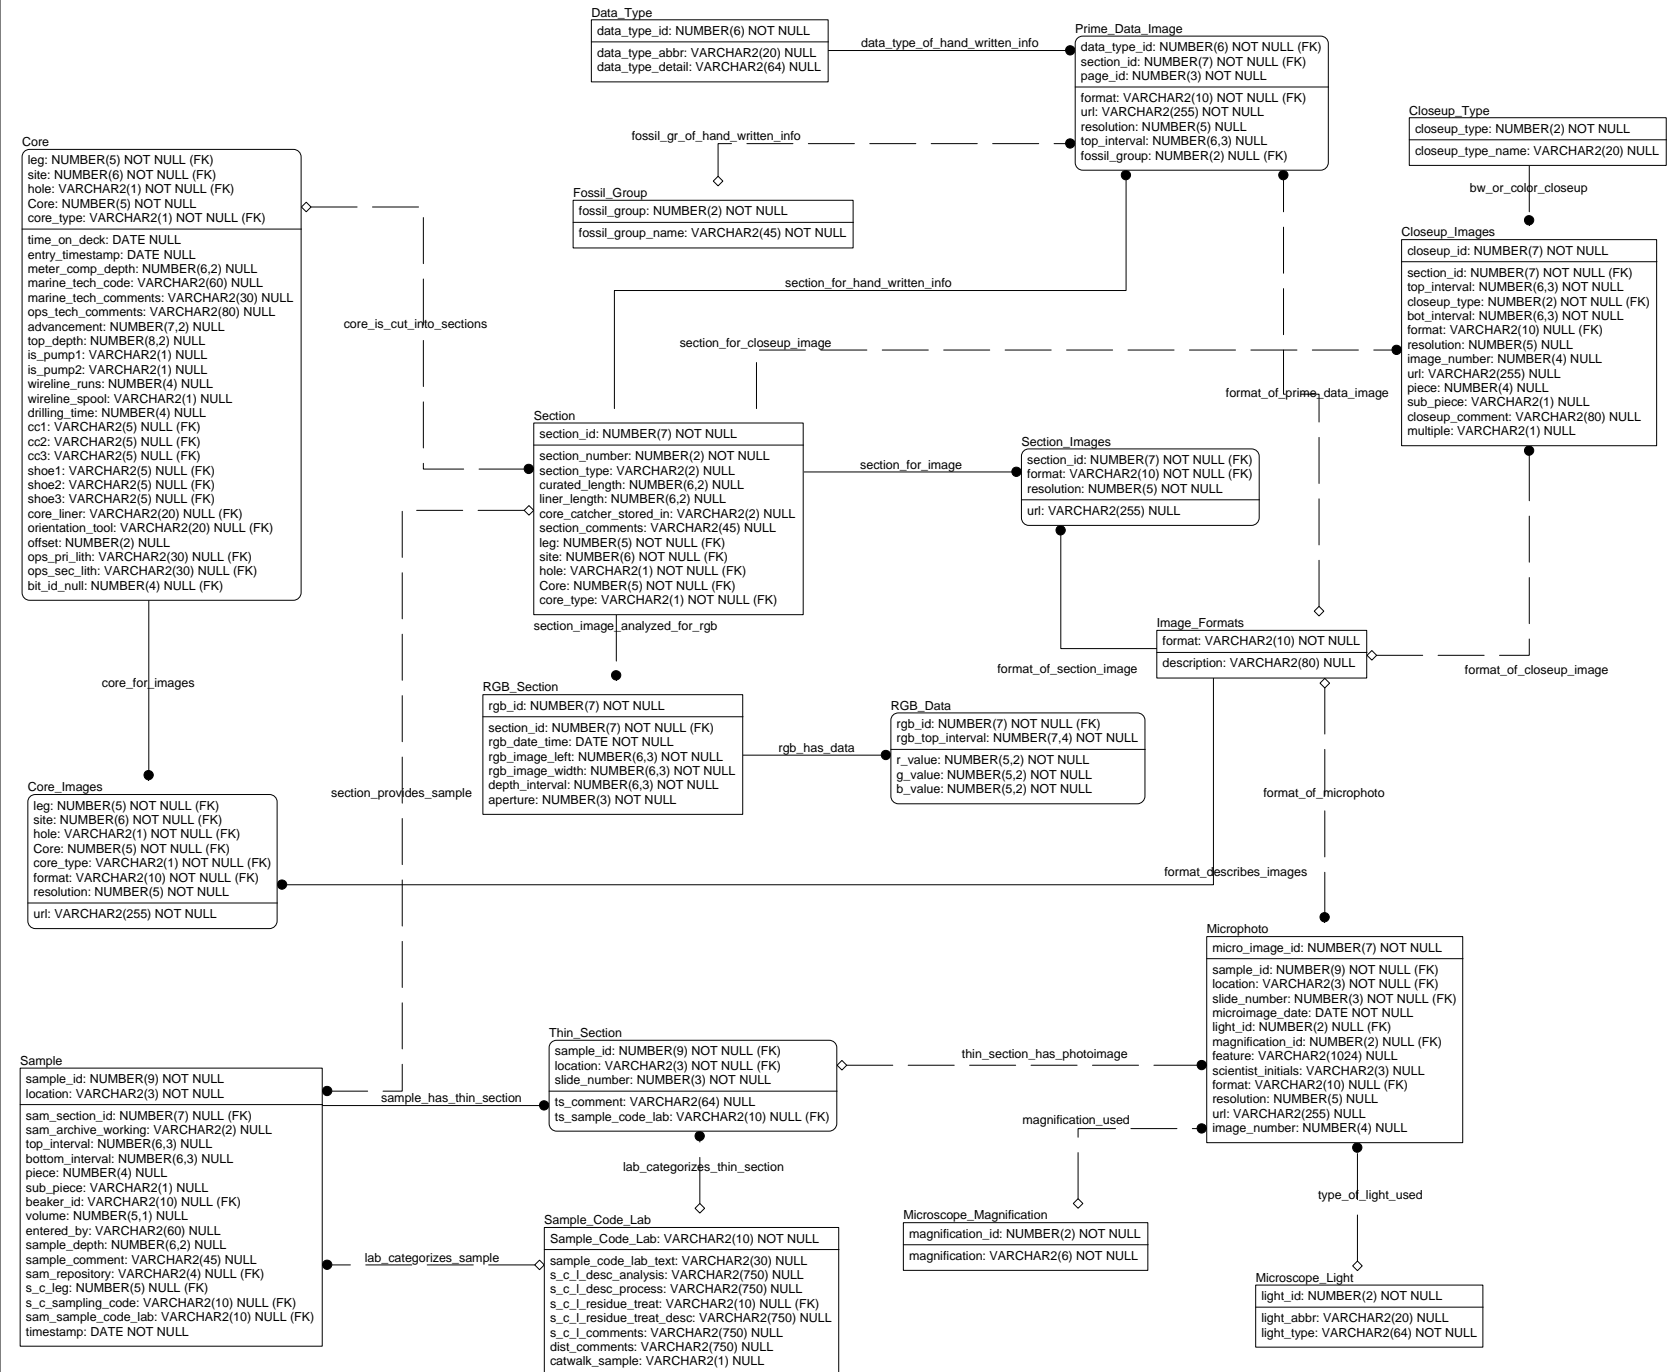 Data_Type
data_type_id: NUMBER(6) NOT NULL
data_type_abbr: VARCHAR2(20) NULL
data_type_detail: VARCHAR2(64) NULL
data_type_of_hand_written_info
Prime_Data_Image
data_type_id: NUMBER(6) NOT NULL (FK)
section_id: NUMBER(7) NOT NULL (FK)
page_id: NUMBER(3) NOT NULL
format: VARCHAR2(10) NOT NULL (FK)
url: VARCHAR2(255) NOT NULL
resolution: NUMBER(5) NULL
top_interval: NUMBER(6,3) NULL
fossil_group: NUMBER(2) NULL (FK)
Closeup_Type
closeup_type: NUMBER(2) NOT NULL
closeup_type_name: VARCHAR2(20) NULL
bw_or_color_closeup
fossil_gr_of_hand_written_info
Fossil_Group
fossil_group: NUMBER(2) NOT NULL
fossil_group_name: VARCHAR2(45) NOT NULL
Core
leg: NUMBER(5) NOT NULL (FK)
site: NUMBER(6) NOT NULL (FK)
hole: VARCHAR2(1) NOT NULL (FK)
Core: NUMBER(5) NOT NULL
core_type: VARCHAR2(1) NOT NULL (FK)
time_on_deck: DATE NULL
entry_timestamp: DATE NULL
meter_comp_depth: NUMBER(6,2) NULL
marine_tech_code: VARCHAR2(60) NULL
marine_tech_comments: VARCHAR2(30) NULL
ops_tech_comments: VARCHAR2(80) NULL
advancement: NUMBER(7,2) NULL
top_depth: NUMBER(8,2) NULL
is_pump1: VARCHAR2(1) NULL
is_pump2: VARCHAR2(1) NULL
wireline_runs: NUMBER(4) NULL
wireline_spool: VARCHAR2(1) NULL
drilling_time: NUMBER(4) NULL
cc1: VARCHAR2(5) NULL (FK)
cc2: VARCHAR2(5) NULL (FK)
cc3: VARCHAR2(5) NULL (FK)
shoe1: VARCHAR2(5) NULL (FK)
shoe2: VARCHAR2(5) NULL (FK)
shoe3: VARCHAR2(5) NULL (FK)
core_liner: VARCHAR2(20) NULL (FK)
orientation_tool: VARCHAR2(20) NULL (FK)
offset: NUMBER(2) NULL
ops_pri_lith: VARCHAR2(30) NULL (FK)
ops_sec_lith: VARCHAR2(30) NULL (FK)
bit_id_null: NUMBER(4) NULL (FK)
core_is_cut_into_sections
section_for_hand_written_info
section_for_closeup_image
format_of_prime_data_image
Closeup_Images
closeup_id: NUMBER(7) NOT NULL
section_id: NUMBER(7) NOT NULL (FK)
top_interval: NUMBER(6,3) NOT NULL
closeup_type: NUMBER(2) NOT NULL (FK)
bot_interval: NUMBER(6,3) NOT NULL
format: VARCHAR2(10) NULL (FK)
resolution: NUMBER(5) NULL
image_number: NUMBER(4) NULL
url: VARCHAR2(255) NULL
piece: NUMBER(4) NULL
sub_piece: VARCHAR2(1) NULL
closeup_comment: VARCHAR2(80) NULL
multiple: VARCHAR2(1) NULL
Section
section_id: NUMBER(7) NOT NULL
section_number: NUMBER(2) NOT NULL
section_type: VARCHAR2(2) NULL
curated_length: NUMBER(6,2) NULL
liner_length: NUMBER(6,2) NULL
core_catcher_stored_in: VARCHAR2(2) NULL
section_comments: VARCHAR2(45) NULL
leg: NUMBER(5) NOT NULL (FK)
site: NUMBER(6) NOT NULL (FK)
hole: VARCHAR2(1) NOT NULL (FK)
Core: NUMBER(5) NOT NULL (FK)
core_type: VARCHAR2(1) NOT NULL (FK)
section_for_image
Section_Images
section_id: NUMBER(7) NOT NULL (FK)
format: VARCHAR2(10) NOT NULL (FK)
resolution: NUMBER(5) NOT NULL
url: VARCHAR2(255) NULL
section_image_analyzed_for_rgb
format_of_section_image
Image_Formats
format: VARCHAR2(10) NOT NULL
description: VARCHAR2(80) NULL
format_of_closeup_image
core_for_images
RGB_Section
rgb_id: NUMBER(7) NOT NULL
section_id: NUMBER(7) NOT NULL (FK)
rgb_date_time: DATE NOT NULL
rgb_image_left: NUMBER(6,3) NOT NULL
rgb_image_width: NUMBER(6,3) NOT NULL
depth_interval: NUMBER(6,3) NOT NULL
aperture: NUMBER(3) NOT NULL
rgb_has_data
RGB_Data
rgb_id: NUMBER(7) NOT NULL (FK)
rgb_top_interval: NUMBER(7,4) NOT NULL
r_value: NUMBER(5,2) NOT NULL
g_value: NUMBER(5,2) NOT NULL
b_value: NUMBER(5,2) NOT NULL
section_provides_sample
format_of_microphoto
Core_Images
leg: NUMBER(5) NOT NULL (FK)
site: NUMBER(6) NOT NULL (FK)
hole: VARCHAR2(1) NOT NULL (FK)
Core: NUMBER(5) NOT NULL (FK)
core_type: VARCHAR2(1) NOT NULL (FK)
format: VARCHAR2(10) NOT NULL (FK)
resolution: NUMBER(5) NOT NULL
url: VARCHAR2(255) NOT NULL
format_describes_images
Microphoto
micro_image_id: NUMBER(7) NOT NULL
sample_id: NUMBER(9) NOT NULL (FK)
location: VARCHAR2(3) NOT NULL (FK)
slide_number: NUMBER(3) NOT NULL (FK)
microimage_date: DATE NOT NULL
light_id: NUMBER(2) NULL (FK)
magnification_id: NUMBER(2) NULL (FK)
feature: VARCHAR2(1024) NULL
scientist_initials: VARCHAR2(3) NULL
format: VARCHAR2(10) NULL (FK)
resolution: NUMBER(5) NULL
url: VARCHAR2(255) NULL
image_number: NUMBER(4) NULL
Sample
sample_id: NUMBER(9) NOT NULL
location: VARCHAR2(3) NOT NULL
sam_section_id: NUMBER(7) NULL (FK)
sam_archive_working: VARCHAR2(2) NULL
top_interval: NUMBER(6,3) NULL
bottom_interval: NUMBER(6,3) NULL
piece: NUMBER(4) NULL
sub_piece: VARCHAR2(1) NULL
beaker_id: VARCHAR2(10) NULL (FK)
volume: NUMBER(5,1) NULL
entered_by: VARCHAR2(60) NULL
sample_depth: NUMBER(6,2) NULL
sample_comment: VARCHAR2(45) NULL
sam_repository: VARCHAR2(4) NULL (FK)
s_c_leg: NUMBER(5) NULL (FK)
s_c_sampling_code: VARCHAR2(10) NULL (FK)
sam_sample_code_lab: VARCHAR2(10) NULL (FK)
timestamp: DATE NOT NULL
sample_has_thin_section
Thin_Section
sample_id: NUMBER(9) NOT NULL (FK)
location: VARCHAR2(3) NOT NULL (FK)
slide_number: NUMBER(3) NOT NULL
ts_comment: VARCHAR2(64) NULL
ts_sample_code_lab: VARCHAR2(10) NULL (FK)
thin_section_has_photoimage
magnification_used
lab_categorizes_thin_section
type_of_light_used
lab_categorizes_sample
Sample_Code_Lab
Sample_Code_Lab: VARCHAR2(10) NOT NULL
sample_code_lab_text: VARCHAR2(30) NULL
s_c_l_desc_analysis: VARCHAR2(750) NULL
s_c_l_desc_process: VARCHAR2(750) NULL
s_c_l_residue_treat: VARCHAR2(10) NULL (FK)
s_c_l_residue_treat_desc: VARCHAR2(750) NULL
s_c_l_comments: VARCHAR2(750) NULL
dist_comments: VARCHAR2(750) NULL
catwalk_sample: VARCHAR2(1) NULL
Microscope_Magnification
magnification_id: NUMBER(2) NOT NULL
magnification: VARCHAR2(6) NOT NULL
Microscope_Light
light_id: NUMBER(2) NOT NULL
light_abbr: VARCHAR2(20) NULL
light_type: VARCHAR2(64) NOT NULL